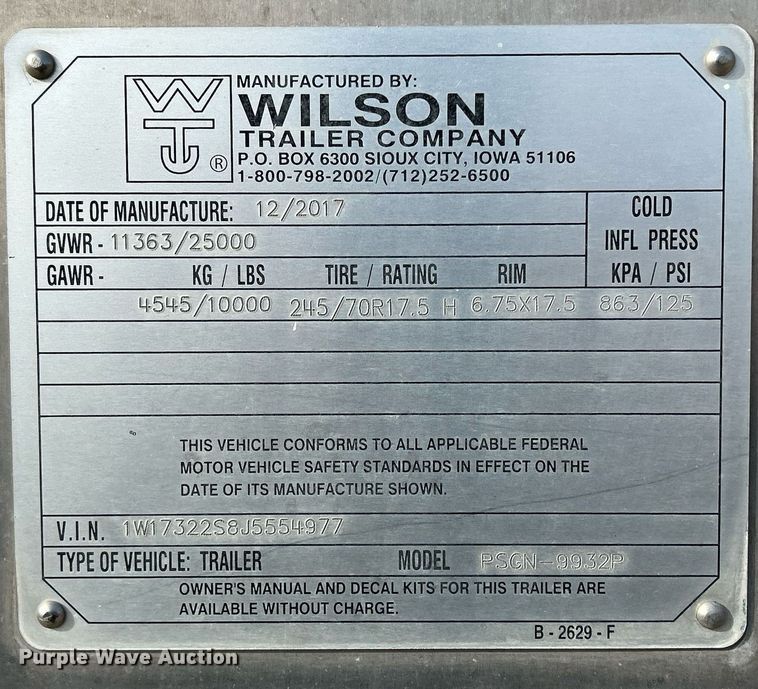 MANUFACTURED BY:
WILSON
TRAILER COMPANY
P.O. BOX 6300 SIOUX CITY, IOWA 51106
1-800-798-2002/(712)252-6500
WT ®
DATE OF MANUFACTURE: 12/2017
COLD
GVWR - 11363/25000
INFL PRESS
GAWR - KG / LBS TIRE / RATING RIM KPA / PSI
4545/10000 245/70R17.5 H 6.75X17.5 863/125
THIS VEHICLE CONFORMS TO ALL APPLICABLE FEDERAL
MOTOR VEHICLE SAFETY STANDARDS IN EFFECT ON THE
DATE OF ITS MANUFACTURE SHOWN.
V.I.N. 1W17322S8J5554977
TYPE OF VEHICLE: TRAILER MODEL PSGN-9932P
OWNER'S MANUAL AND DECAL KITS FOR THIS TRAILER ARE
AVAILABLE WITHOUT CHARGE.
B - 2629 - F
Purple Wave Auction